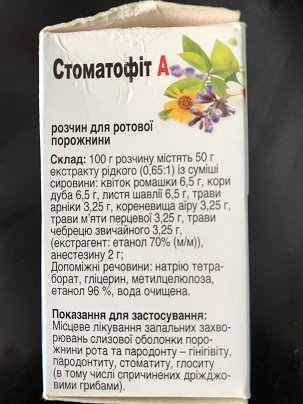 Стоматофіт А
розчин для ротової
порожнини
Склад: 100 г розчину містять 50 г
екстракту рідкого (0,65:1) із суміші
сировини: квіток ромашки 6,5 г, кори
дуба 6,5 г, листя шавлії 6,5 г, трави
арніки 3,25 г, кореневища аїру 3,25 г,
трави м’яти перцевої 3,25 г, трави
чебрецю звичайного 3,25 г,
(екстрагент: етанол 70% (м/м)),
анестезину 2 г;
Допоміжні речовини: натрію тетра-
борат, гліцерин, метилцелюлоза,
етанол 96 %, вода очищена.
Показання для застосування:
Місцеве лікування запальних захво-
рювань слизової оболонки поро-
жнини рота та пародонту – гінгівіту,
пародонтиту, стоматиту, глоситу
(в тому числі спричинених дріжджо-
вими грибами).